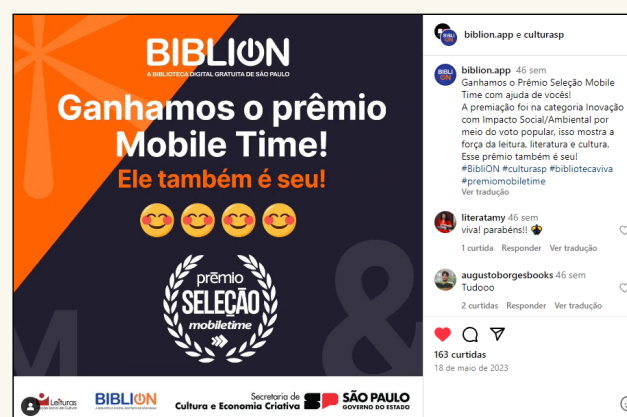 BIBLION
A BIBLIOTECA DIGITAL GRATUITA DE SÃO PAULO
Ganhamos o prêmio
Mobile Time!
Ele também é seu!
prêmio
SELEÇÃO
mobiletime
M
&
Leituras
BIBLION
Secretaria de
Cultura e Economia Criativa
SP
SÃO PAULO
GOVERNO DO ESTADO
BIBLI
ON
biblion.app e culturasp
BIBLI
ON
biblion.app 46 sem
Ganhamos o Prêmio Seleção Mobile
Time com ajuda de vocês!
A premiação foi na categoria Inovação
com Impacto Social/Ambiental por
meio do voto popular, isso mostra a
força da leitura, literatura e cultura.
Esse prêmio também é seu!
#BibliON #culturasp #bibliotecaviva
#premiomobiletime
Ver tradução
literatamy 46 sem
viva! parabéns!!
1 curtida Responder Ver tradução
augustoborgesbooks 46 sem
Tudooo
2 curtidas Responder Ver tradução
163 curtidas
18 de maio de 2023